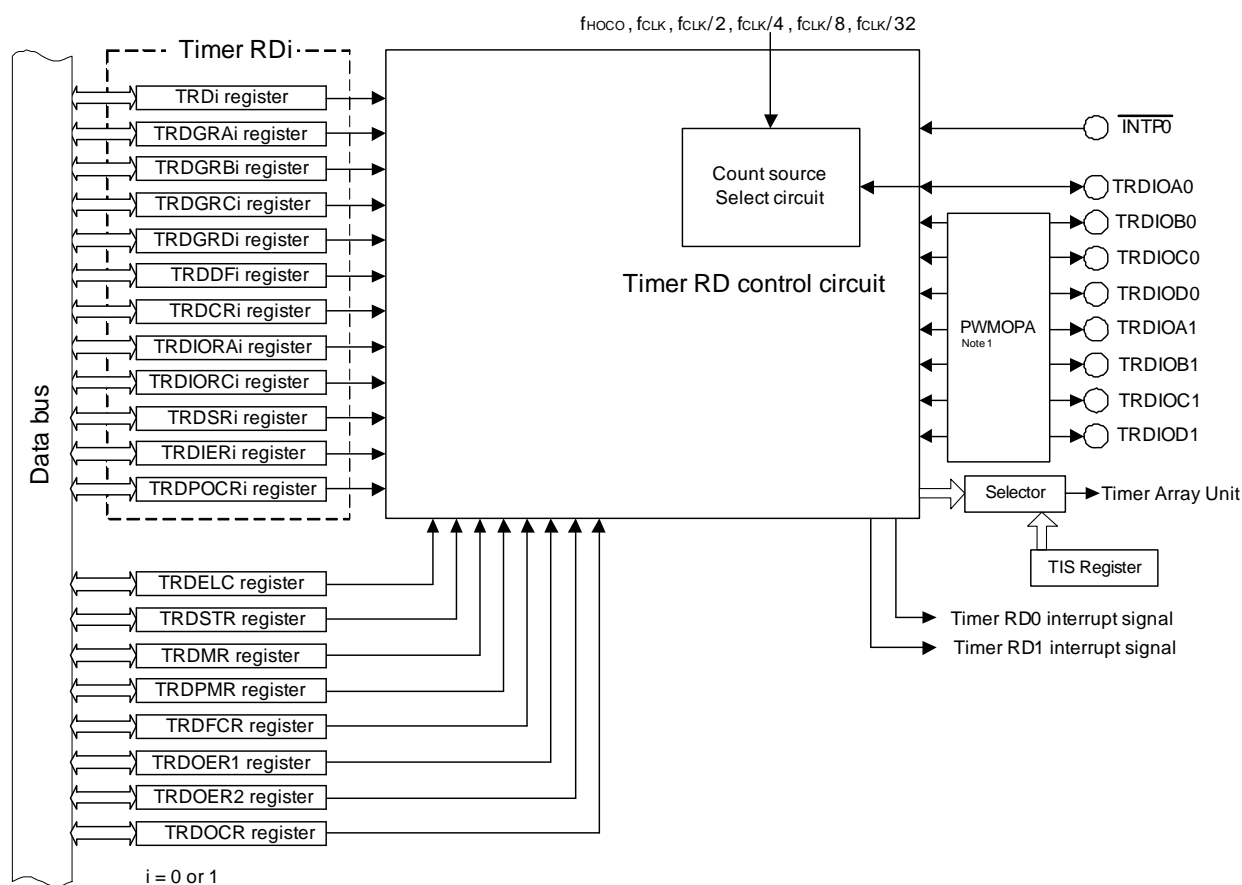 fHOCO , fCLK , fCLK/2, fCLK/4 , fCLK/8, fCLK/32
Timer RDi
TRDi register
TRDGRAi register
TRDGRBi register
TRDGRCi register
TRDGRDi register
TRDDFi register
TRDCRi register
TRDIORAi register
TRDIORCi register
TRDSRi register
TRDIERi register
TRDPOCRi register
Data bus
TRDELC register
TRDSTR register
TRDMR register
TRDPMR register
TRDFCR register
TRDOER1 register
TRDOER2 register
TRDOCR register
i = 0 or 1
Count source
Select circuit
Timer RD control circuit
INTP0
TRDIOA0
TRDIOB0
TRDIOC0
TRDIOD0
TRDIOA1
TRDIOB1
TRDIOC1
TRDIOD1
PWMOPA
Note 1
Selector
Timer Array Unit
TIS Register
Timer RD0 interrupt signal
Timer RD1 interrupt signal